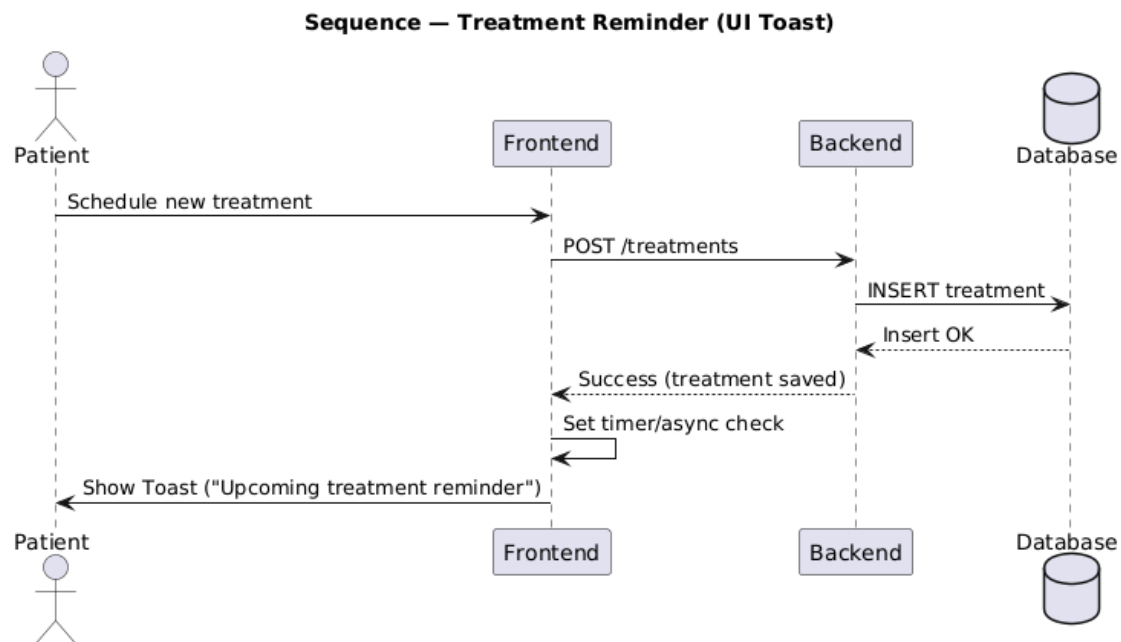 Sequence — Treatment Reminder (UI Toast)
Patient
Frontend
Backend
Database
Schedule new treatment
POST /treatments
INSERT treatment
Insert OK
Success (treatment saved)
Set timer/async check
Show Toast ("Upcoming treatment reminder")
Patient
Frontend
Backend
Database